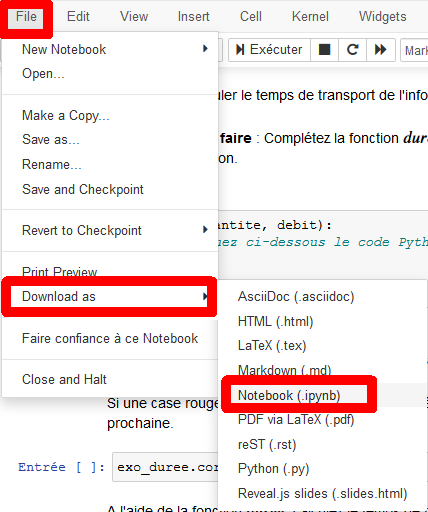 File Edit View Insert Cell Kernel Widgets
New Notebook
Exécuter
Mark
Open...
uler le temps de transport de l'info
Make a Copy...
Save as...
faire : Complétez la fonction dure
Rename...
on.
Save and Checkpoint
Revert to Checkpoint
antite, debit):
nez ci-dessous le code Pyth
Print Preview
Download as
AsciiDoc (.asciidoc)
HTML (.html)
Faire confiance à ce Notebook
LaTeX (.tex)
Markdown (.md)
Close and Halt
Notebook (.ipynb)
Si une case rouge
PDF via LaTeX (.pdf)
prochaine.
reST (.rst)
Entrée [ ]: exo_duree.cor
Python (.py)
Reveal.js slides (.slides.html)
A l'aide de la fonction